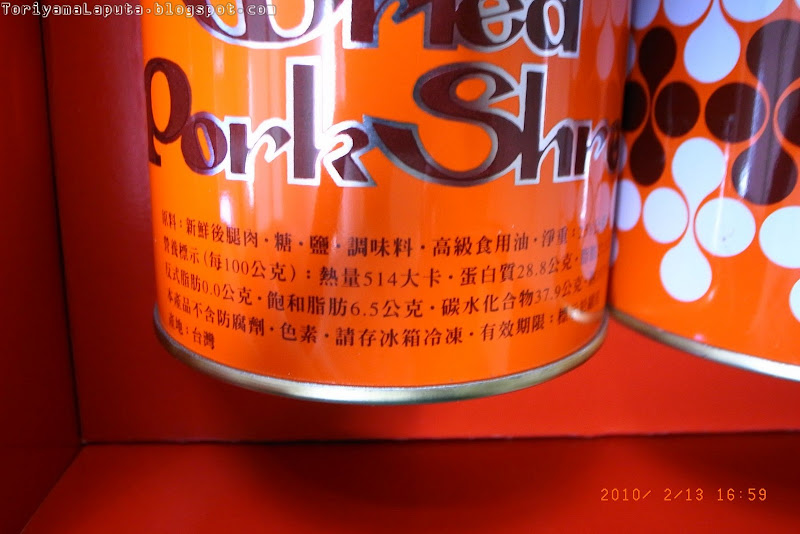 ToriyamaLaputa.blogspot.com
Dried
Pork Shre
原料：新鮮後腿肉·糖·鹽·調味料·高級食用油·淨重：
營養標示(每100公克)：熱量514大卡·蛋白質28.8公克·
反式脂肪0.0公克·飽和脂肪6.5公克·碳水化合物37.9公克·
本產品不含防腐劑·色素·請存冰箱冷凍·有效期限：標
產地：台灣
2010/ 2/13 16:59